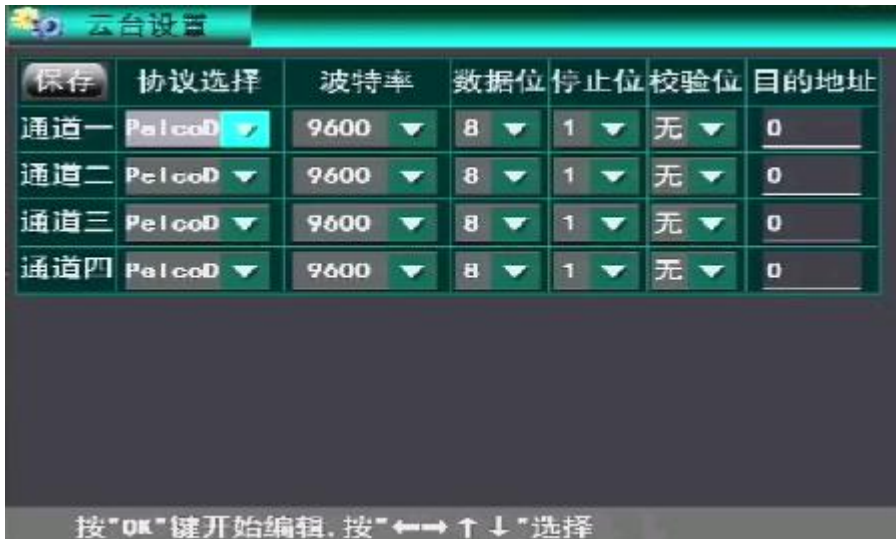 云台设置
保存 协议选择 波特率 数据位 停止位 校验位 目的地址
通道一 PelcoD 9600 8 1 无 0
通道二 PelcoD 9600 8 1 无 0
通道三 PelcoD 9600 8 1 无 0
通道四 PelcoD 9600 8 1 无 0
按"OK"键开始编辑.按"←→↑↓"选择